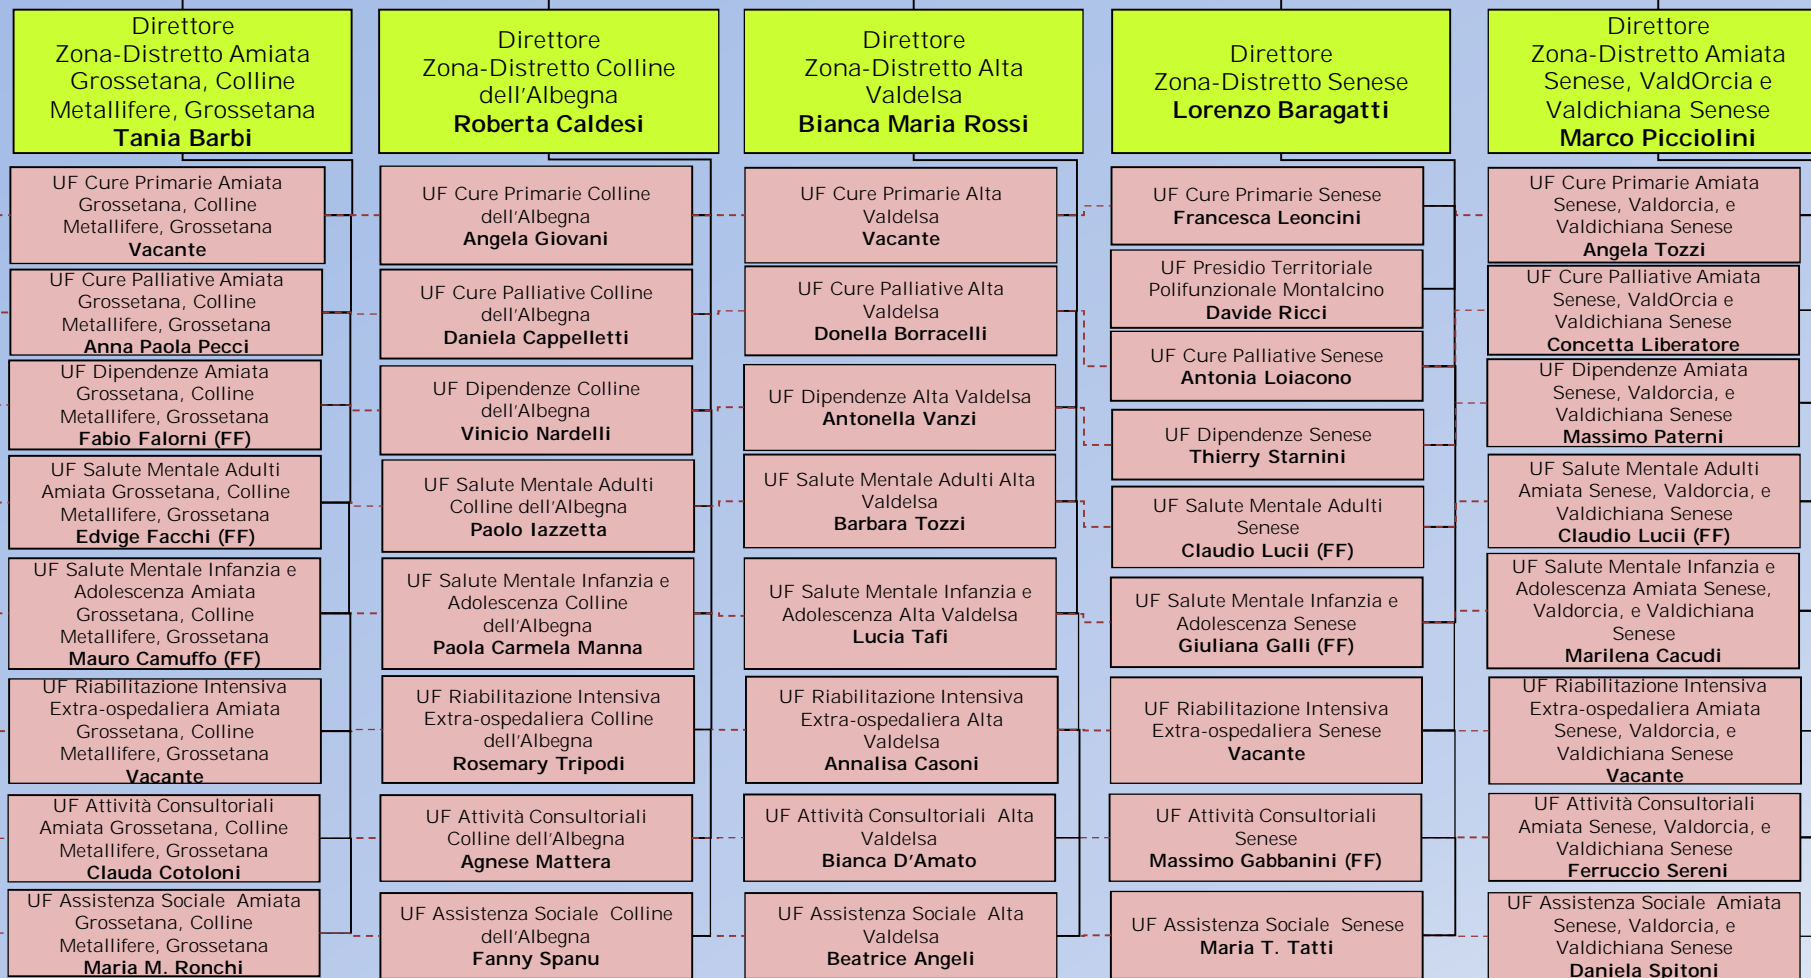 Direttore
Zona-Distretto Amiata
Grossetana, Colline
Metallifere, Grossetana
Tania Barbi
UF Cure Primarie Amiata
Grossetana, Colline
Metallifere, Grossetana
Vacante
UF Cure Palliative Amiata
Grossetana, Colline
Metallifere, Grossetana
Anna Paola Pecci
UF Dipendenze Amiata
Grossetana, Colline
Metallifere, Grossetana
Fabio Falorni (FF)
UF Salute Mentale Adulti
Amiata Grossetana, Colline
Metallifere, Grossetana
Edvige Facchi (FF)
UF Salute Mentale Infanzia e
Adolescenza Amiata
Grossetana, Colline
Metallifere, Grossetana
Mauro Camuffo (FF)
UF Riabilitazione Intensiva
Extra-ospedaliera Amiata
Grossetana, Colline
Metallifere, Grossetana
Vacante
UF Attività Consultoriali
Amiata Grossetana, Colline
Metallifere, Grossetana
Clauda Cotoloni
UF Assistenza Sociale Amiata
Grossetana, Colline
Metallifere, Grossetana
Maria M. Ronchi
Direttore
Zona-Distretto Colline
dell'Albegna
Roberta Caldesi
UF Cure Primarie Colline
dell'Albegna
Angela Giovani
UF Cure Palliative Colline
dell'Albegna
Daniela Cappelletti
UF Dipendenze Colline
dell'Albegna
Vinicio Nardelli
UF Salute Mentale Adulti
Colline dell'Albegna
Paolo Iazzetta
UF Salute Mentale Infanzia e
Adolescenza Colline
dell'Albegna
Paola Carmela Manna
UF Riabilitazione Intensiva
Extra-ospedaliera Colline
dell'Albegna
Rosemary Tripodi
UF Attività Consultoriali
Colline dell'Albegna
Agnese Mattera
UF Assistenza Sociale Colline
dell'Albegna
Fanny Spanu
Direttore
Zona-Distretto Alta
Valdelsa
Bianca Maria Rossi
UF Cure Primarie Alta
Valdelsa
Vacante
UF Cure Palliative Alta
Valdelsa
Donella Borracelli
UF Dipendenze Alta Valdelsa
Antonella Vanzi
UF Salute Mentale Adulti Alta
Valdelsa
Barbara Tozzi
UF Salute Mentale Infanzia e
Adolescenza Alta Valdelsa
Lucia Tafi
UF Riabilitazione Intensiva
Extra-ospedaliera Alta
Valdelsa
Annalisa Casoni
UF Attività Consultoriali Alta
Valdelsa
Bianca D'Amato
UF Assistenza Sociale Alta
Valdelsa
Beatrice Angeli
Direttore
Zona-Distretto Senese
Lorenzo Baragatti
UF Cure Primarie Senese
Francesca Leoncini
UF Presidio Territoriale
Polifunzionale Montalcino
Davide Ricci
UF Cure Palliative Senese
Antonia Loiacono
UF Dipendenze Senese
Thierry Starnini
UF Salute Mentale Adulti
Senese
Claudio Lucii (FF)
UF Salute Mentale Infanzia e
Adolescenza Senese
Giuliana Galli (FF)
UF Riabilitazione Intensiva
Extra-ospedaliera Senese
Vacante
UF Attività Consultoriali
Senese
Massimo Gabbanini (FF)
UF Assistenza Sociale Senese
Maria T. Tatti
Direttore
Zona-Distretto Amiata
Senese, ValdOrcia e
Valdichiana Senese
Marco Picciolini
UF Cure Primarie Amiata
Senese, Valdorcia, e
Valdichiana Senese
Angela Tozzi
UF Cure Palliative Amiata
Senese, ValdOrcia e
Valdichiana Senese
Concetta Liberatore
UF Dipendenze Amiata
Senese, Valdorcia, e
Valdichiana Senese
Massimo Paterni
UF Salute Mentale Adulti
Amiata Senese, Valdorcia, e
Valdichiana Senese
Claudio Lucii (FF)
UF Salute Mentale Infanzia e
Adolescenza Amiata Senese,
Valdorcia, e Valdichiana
Senese
Marilena Cacudi
UF Riabilitazione Intensiva
Extra-ospedaliera Amiata
Senese, Valdorcia, e
Valdichiana Senese
Vacante
UF Attività Consultoriali
Amiata Senese, Valdorcia, e
Valdichiana Senese
Ferruccio Sereni
UF Assistenza Sociale Amiata
Senese, Valdorcia, e
Valdichiana Senese
Daniela Spitoni